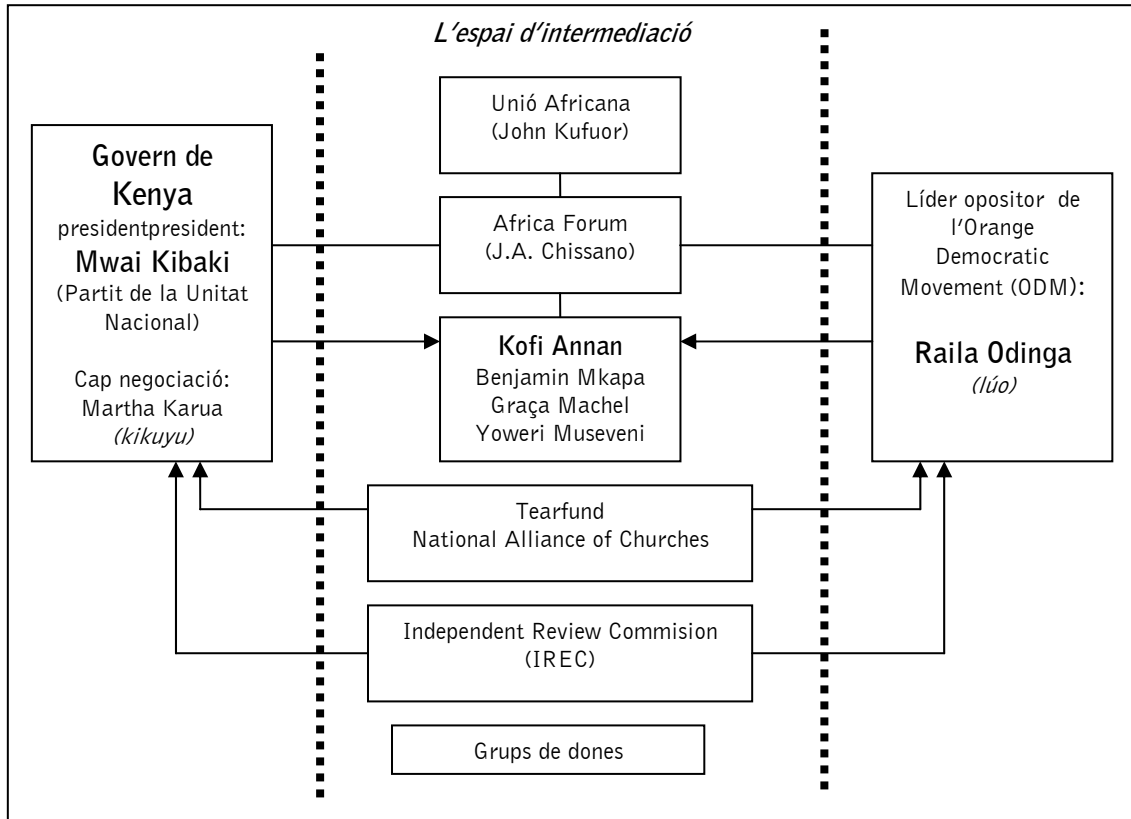 L'espai d'intermediació
Govern de
Kenya
presidentpresident:
Mwai Kibaki
(Partit de la Unitat
Nacional)
Cap negociació:
Martha Karua
(kikuyu)
Unió Africana
(John Kufuor)
Africa Forum
(J.A. Chissano)
Kofi Annan
Benjamin Mkapa
Graça Machel
Yoweri Museveni
Líder opositor de
l'Orange
Democratic
Movement (ODM):
Raila Odinga
(lúo)
Tearfund
National Alliance of Churches
Independent Review Commision
(IREC)
Grups de dones